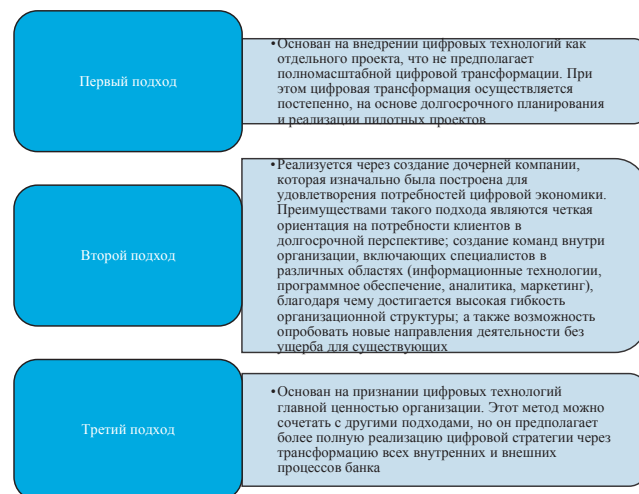 Первый подход
•Основан на внедрении цифровых технологий как
отдельного проекта, что не предполагает
полномасштабной цифровой трансформации. При
этом цифровая трансформация осуществляется
постепенно, на основе долгосрочного планирования
и реализации пилотных проектов
Второй подход
•Реализуется через создание дочерней компании,
которая изначально была построена для
удовлетворения потребностей цифровой экономики.
Преимуществами такого подхода являются четкая
ориентация на потребности клиентов в
долгосрочной перспективе; создание команд внутри
организации, включающих специалистов в
различных областях (информационные технологии,
программное обеспечение, аналитика, маркетинг),
благодаря чему достигается высокая гибкость
организационной структуры; а также возможность
опробовать новые направления деятельности без
ущерба для существующих
Третий подход
•Основан на признании цифровых технологий
главной ценностью организации. Этот метод можно
сочетать с другими подходами, но он предполагает
более полную реализацию цифровой стратегии через
трансформацию всех внутренних и внешних
процессов банка